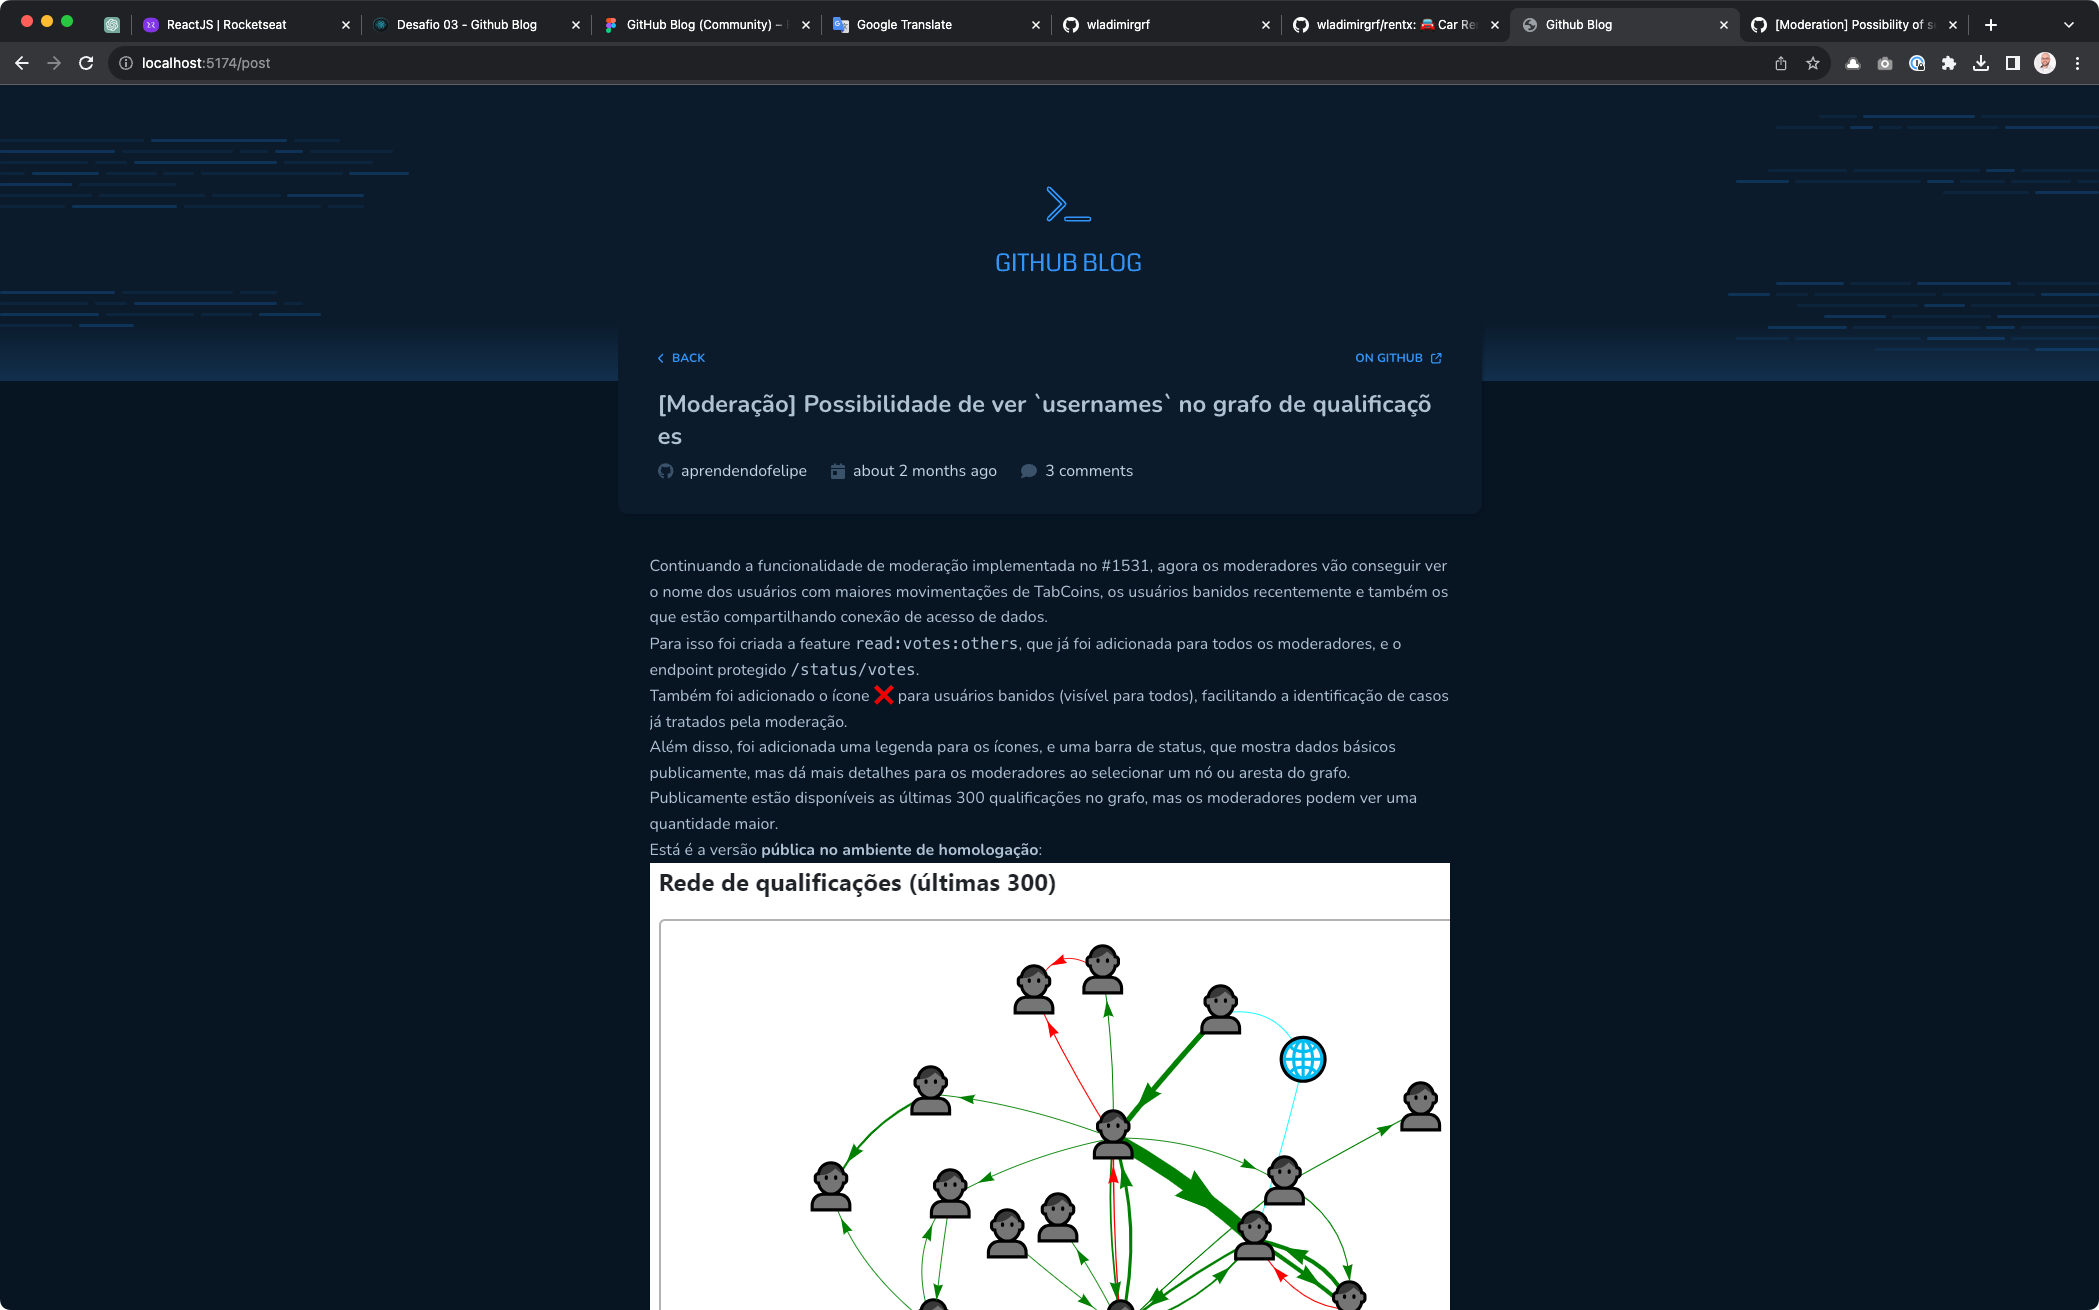 ReactJS | Rocketseat
Desafio 03 - Github Blog
GitHub Blog (Community) –
Google Translate
wladimirgrf
wladimirgrf/rentx: 🚘 Car Re
Github Blog
[Moderation] Possibility of s
localhost:5174/post
GITHUB BLOG
BACK
ON GITHUB
[Moderação] Possibilidade de ver `usernames` no grafo de qualificaçõ
es
aprendendofelipe
about 2 months ago
3 comments
Continuando a funcionalidade de moderação implementada no #1531, agora os moderadores vão conseguir ver
o nome dos usuários com maiores movimentações de TabCoins, os usuários banidos recentemente e também os
que estão compartilhando conexão de acesso de dados.
Para isso foi criada a feature read:votes:others, que já foi adicionada para todos os moderadores, e o
endpoint protegido /status/votes.
Também foi adicionado o ícone ❌ para usuários banidos (visível para todos), facilitando a identificação de casos
já tratados pela moderação.
Além disso, foi adicionada uma legenda para os ícones, e uma barra de status, que mostra dados básicos
publicamente, mas dá mais detalhes para os moderadores ao selecionar um nó ou aresta do grafo.
Publicamente estão disponíveis as últimas 300 qualificações no grafo, mas os moderadores podem ver uma
quantidade maior.
Está é a versão pública no ambiente de homologação:
Rede de qualificações (últimas 300)